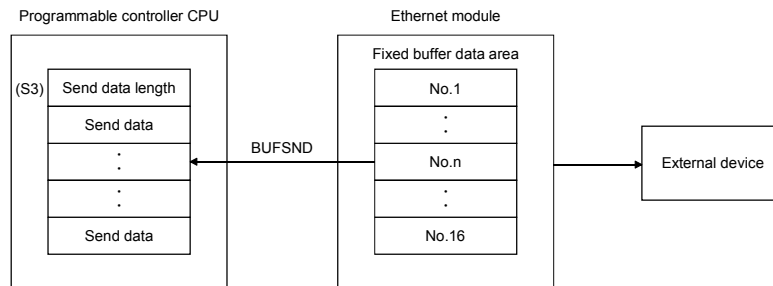 Programmable controller CPU
Ethernet module
Fixed buffer data area
(S3)
Send data length
Send data
:
:
Send data
BUFSND
No.1
:
No.n
:
No.16
External device